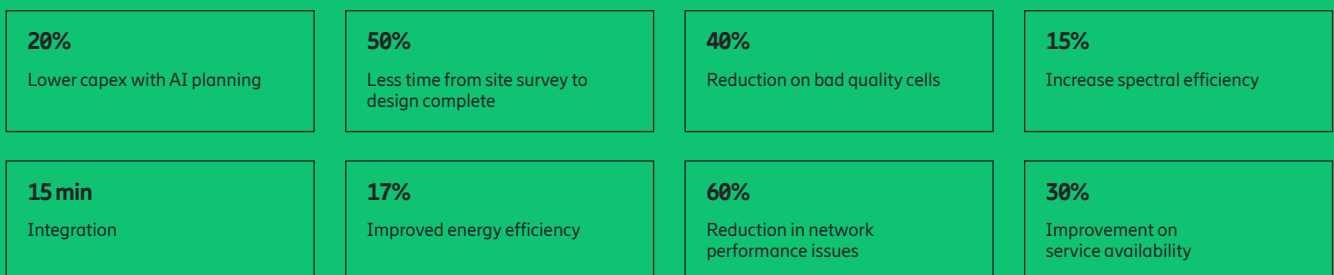 20%
Lower capex with AI planning
50%
Less time from site survey to
design complete
40%
Reduction on bad quality cells
15%
Increase spectral efficiency
15 min
Integration
17%
Improved energy efficiency
60%
Reduction in network
performance issues
30%
Improvement on
service availability